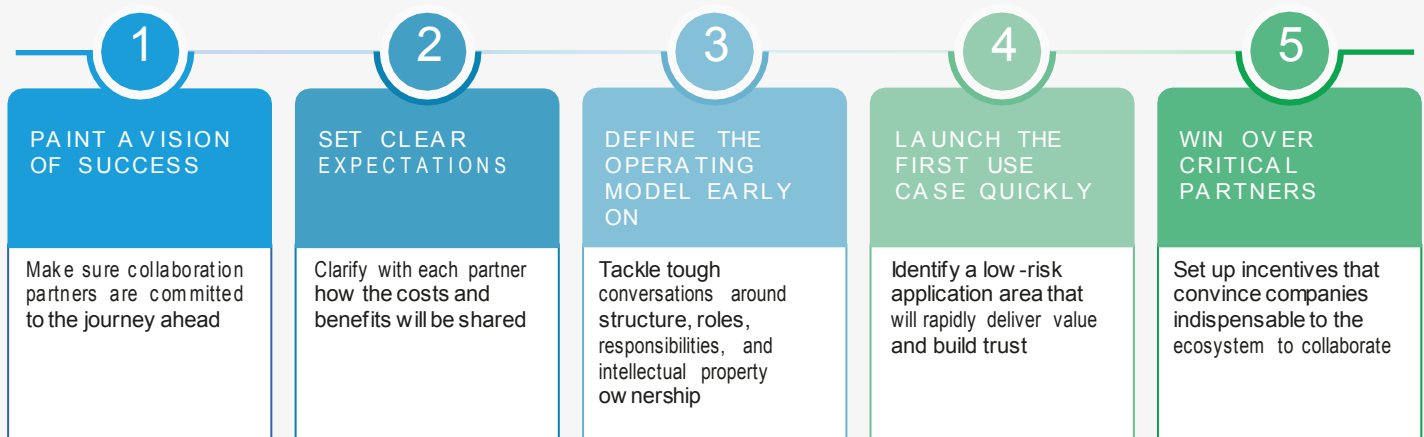 1
PAINT A VISION
OF SUCCESS
Make sure collaboration
partners are committed
to the journey ahead
2
SET CLEAR
EXPECTATIONS
Clarify with each partner
how the costs and
benefits will be shared
3
DEFINE THE
OPERATING
MODEL EARLY
ON
Tackle tough
conversations around
structure, roles,
responsibilities, and
intellectual property
ownership
4
LAUNCH THE
FIRST USE
CASE QUICKLY
Identify a low-risk
application area that
will rapidly deliver value
and build trust
5
WIN OVER
CRITICAL
PARTNERS
Set up incentives that
convince companies
indispensable to the
ecosystem to collaborate